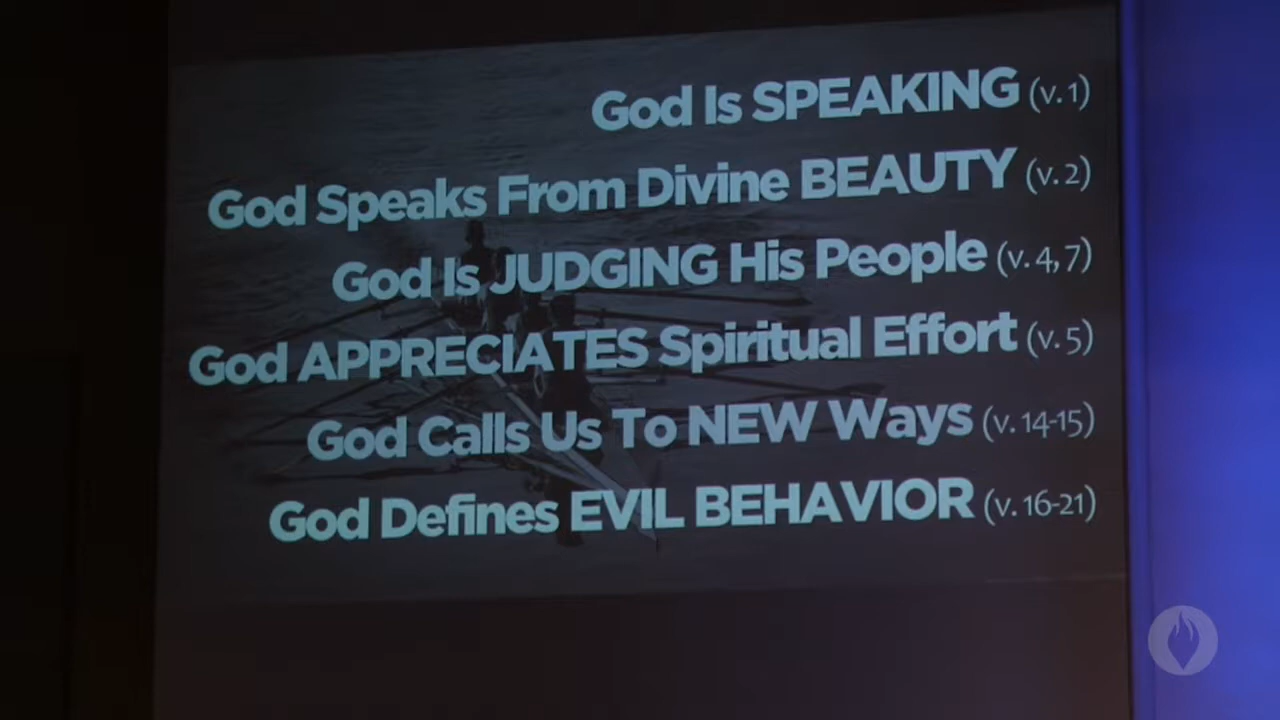 God Is SPEAKING (v. 1)
God Speaks From Divine BEAUTY (v. 2)
God Is JUDGING His People (v. 4, 7)
God APPRECIATES Spiritual Effort (v. 5)
God Calls Us To NEW Ways (v. 14-15)
God Defines EVIL BEHAVIOR (v. 16-21)